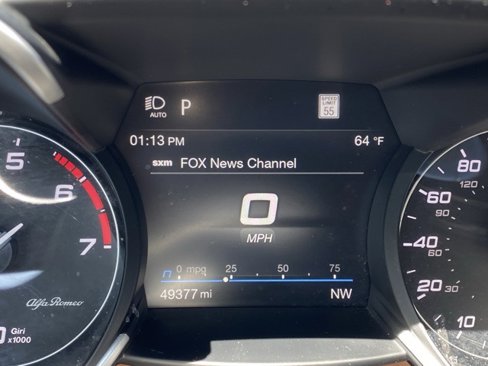 AUTO
P
SPEED
LIMIT
55
01:13 PM 64 °F
sxm FOX News Channel
0
MPH
0 mpg 25 50 75
49377 mi NW
5
6
7
Alfa Romeo
Giri
x1000
80
120
60
90
40
60
20 30
10